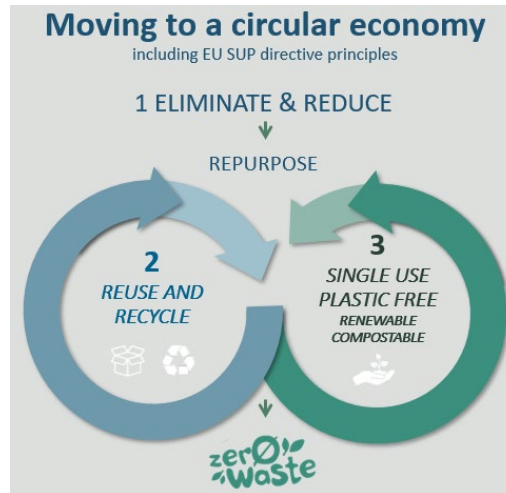 Moving to a circular economy
including EU SUP directive principles
1 ELIMINATE & REDUCE
REPURPOSE
2
REUSE AND
RECYCLE
3
SINGLE USE
PLASTIC FREE
RENEWABLE
COMPOSTABLE
zerO
waste